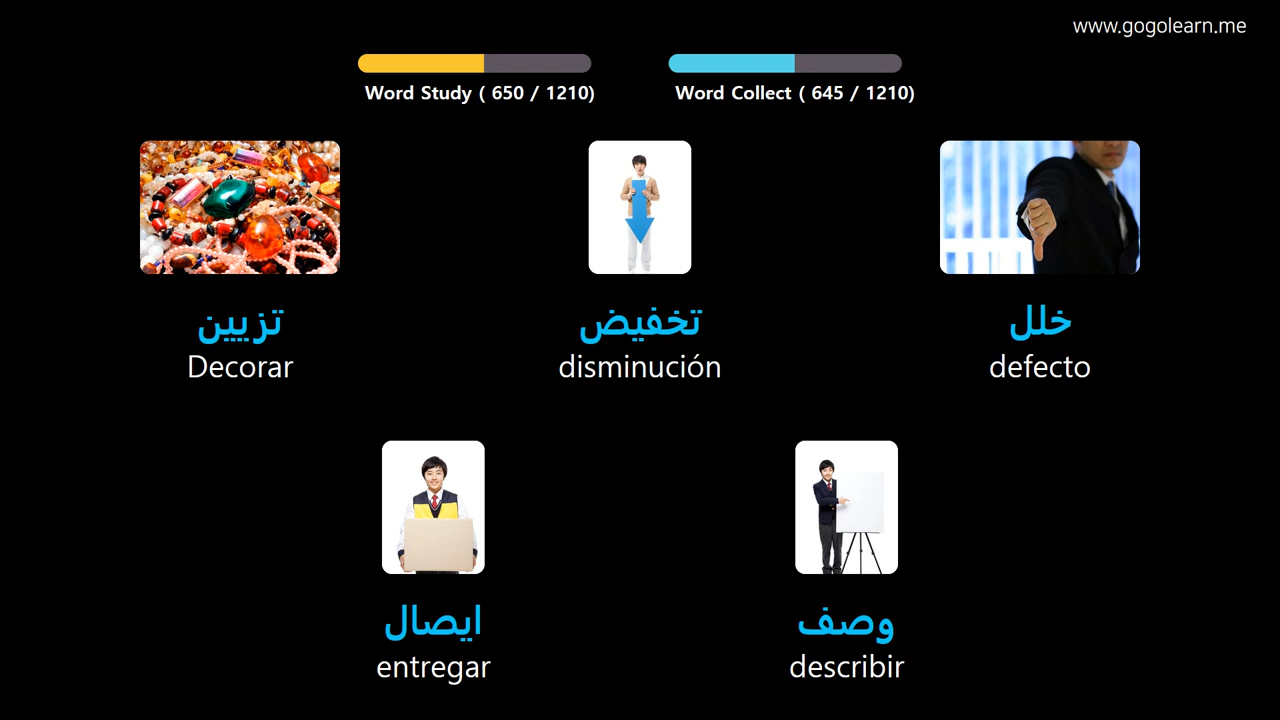 www.gogolearn.me
Word Study ( 650 / 1210)
Word Collect ( 645 / 1210)
تزيين
Decorar
تخفيض
disminución
خلل
defecto
ايصال
entregar
وصف
describir